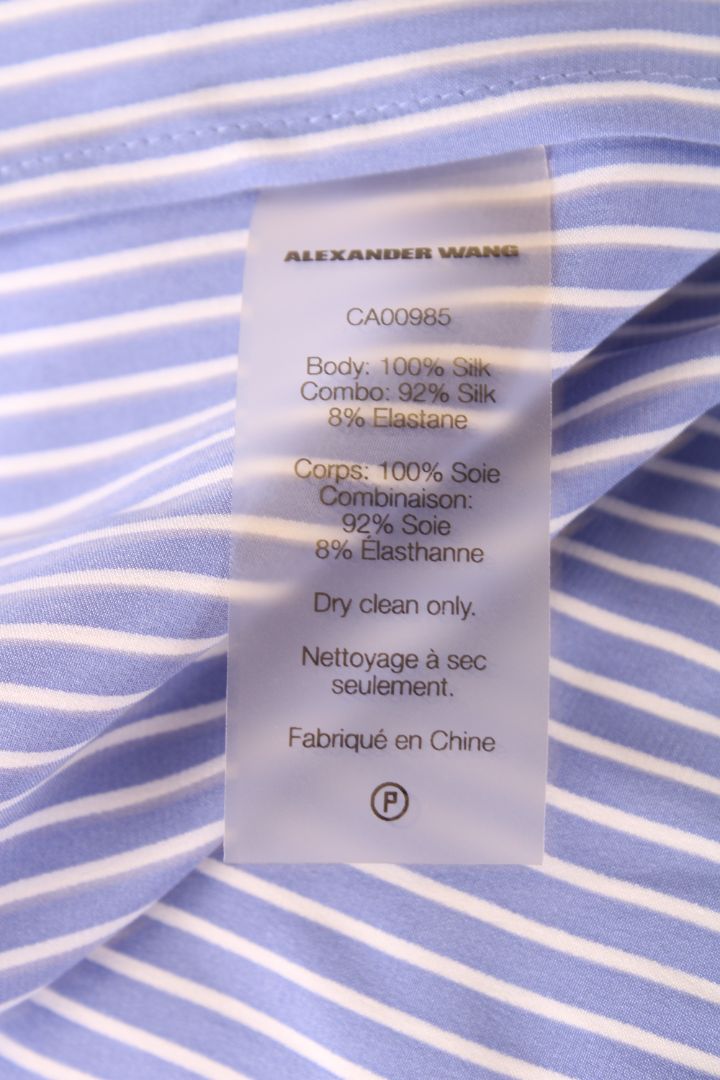 ALEXANDER WANG
CA00985
Body: 100% Silk
Combo: 92% Silk
8% Elastane
Corps: 100% Soie
Combinaison:
92% Soie
8% Élasthanne
Dry clean only.
Nettoyage à sec
seulement.
Fabriqué en Chine
P